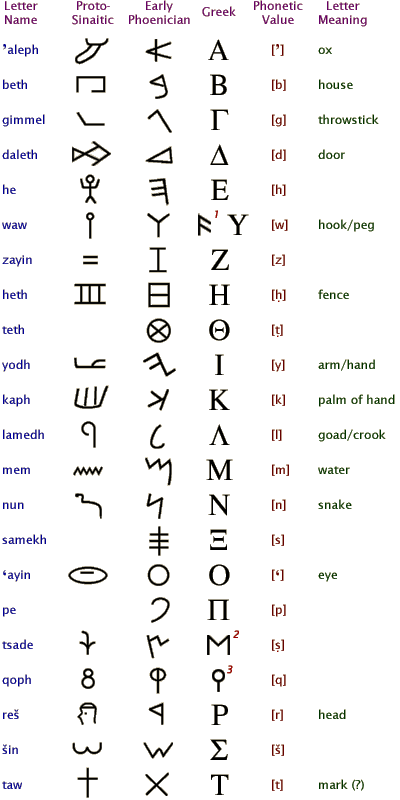 Letter Name Proto-Sinaitic Early Phoenician Greek Phonetic Value Letter Meaning
ʾaleph 𐤀 Α [ʾ] ox
beth 𐤁 Β [b] house
gimmel 𐤂 Γ [g] throwstick
daleth 𐤃 Δ [d] door
he 𐤄 Ε [h]
waw 𐤅 1 Υ [w] hook/peg
zayin 𐤆 Ζ [z]
heth 𐤇 Η [ḥ] fence
teth 𐤈 Θ [ṭ]
yodh 𐤉 Ι [y] arm/hand
kaph 𐤊 Κ [k] palm of hand
lamedh 𐤋 Λ [l] goad/crook
mem 𐤌 Μ [m] water
nun 𐤍 Ν [n] snake
samekh 𐤎 Ξ [s]
ʿayin 𐤏 Ο [ʿ] eye
pe 𐤐 Π [p]
tsade 𐤑 Ϻ 2 [ṣ]
qoph 𐤒 Ϙ 3 [q]
reš 𐤓 Ρ [r] head
šin 𐤔 Σ [š]
taw 𐤕 Τ [t] mark (?)